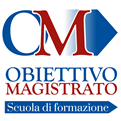 OM
OBIETTIVO
MAGISTRATO
Scuola di formazione